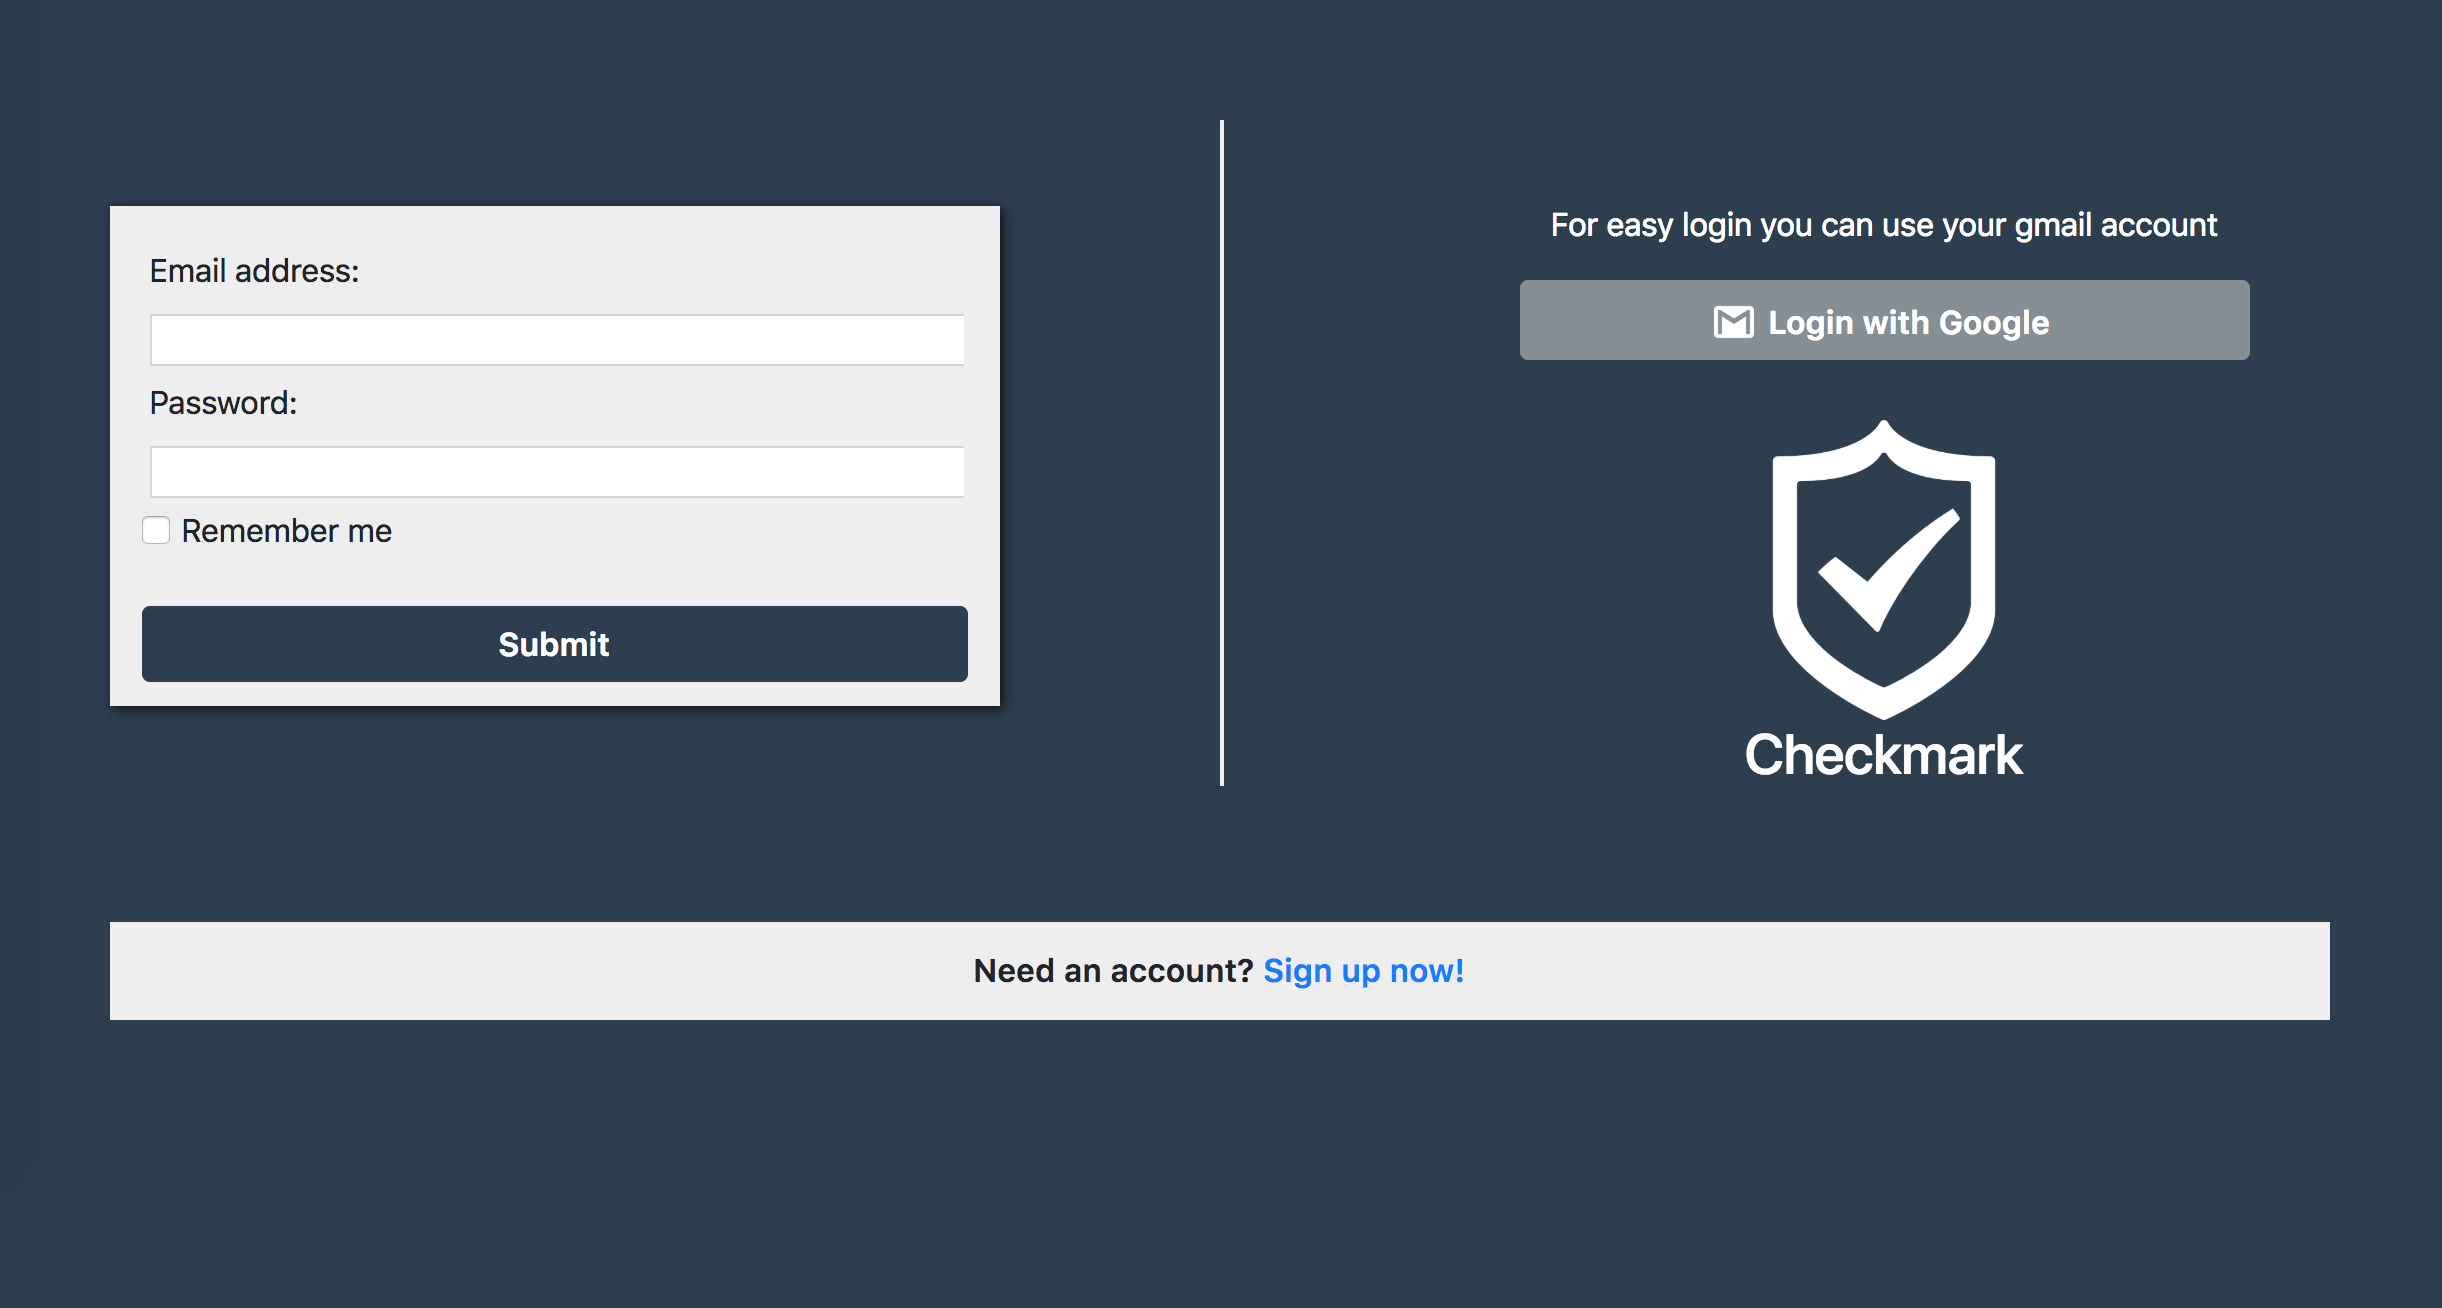 Email address:
Password:
Remember me
Submit
For easy login you can use your gmail account
Login with Google
Checkmark
Need an account? Sign up now!